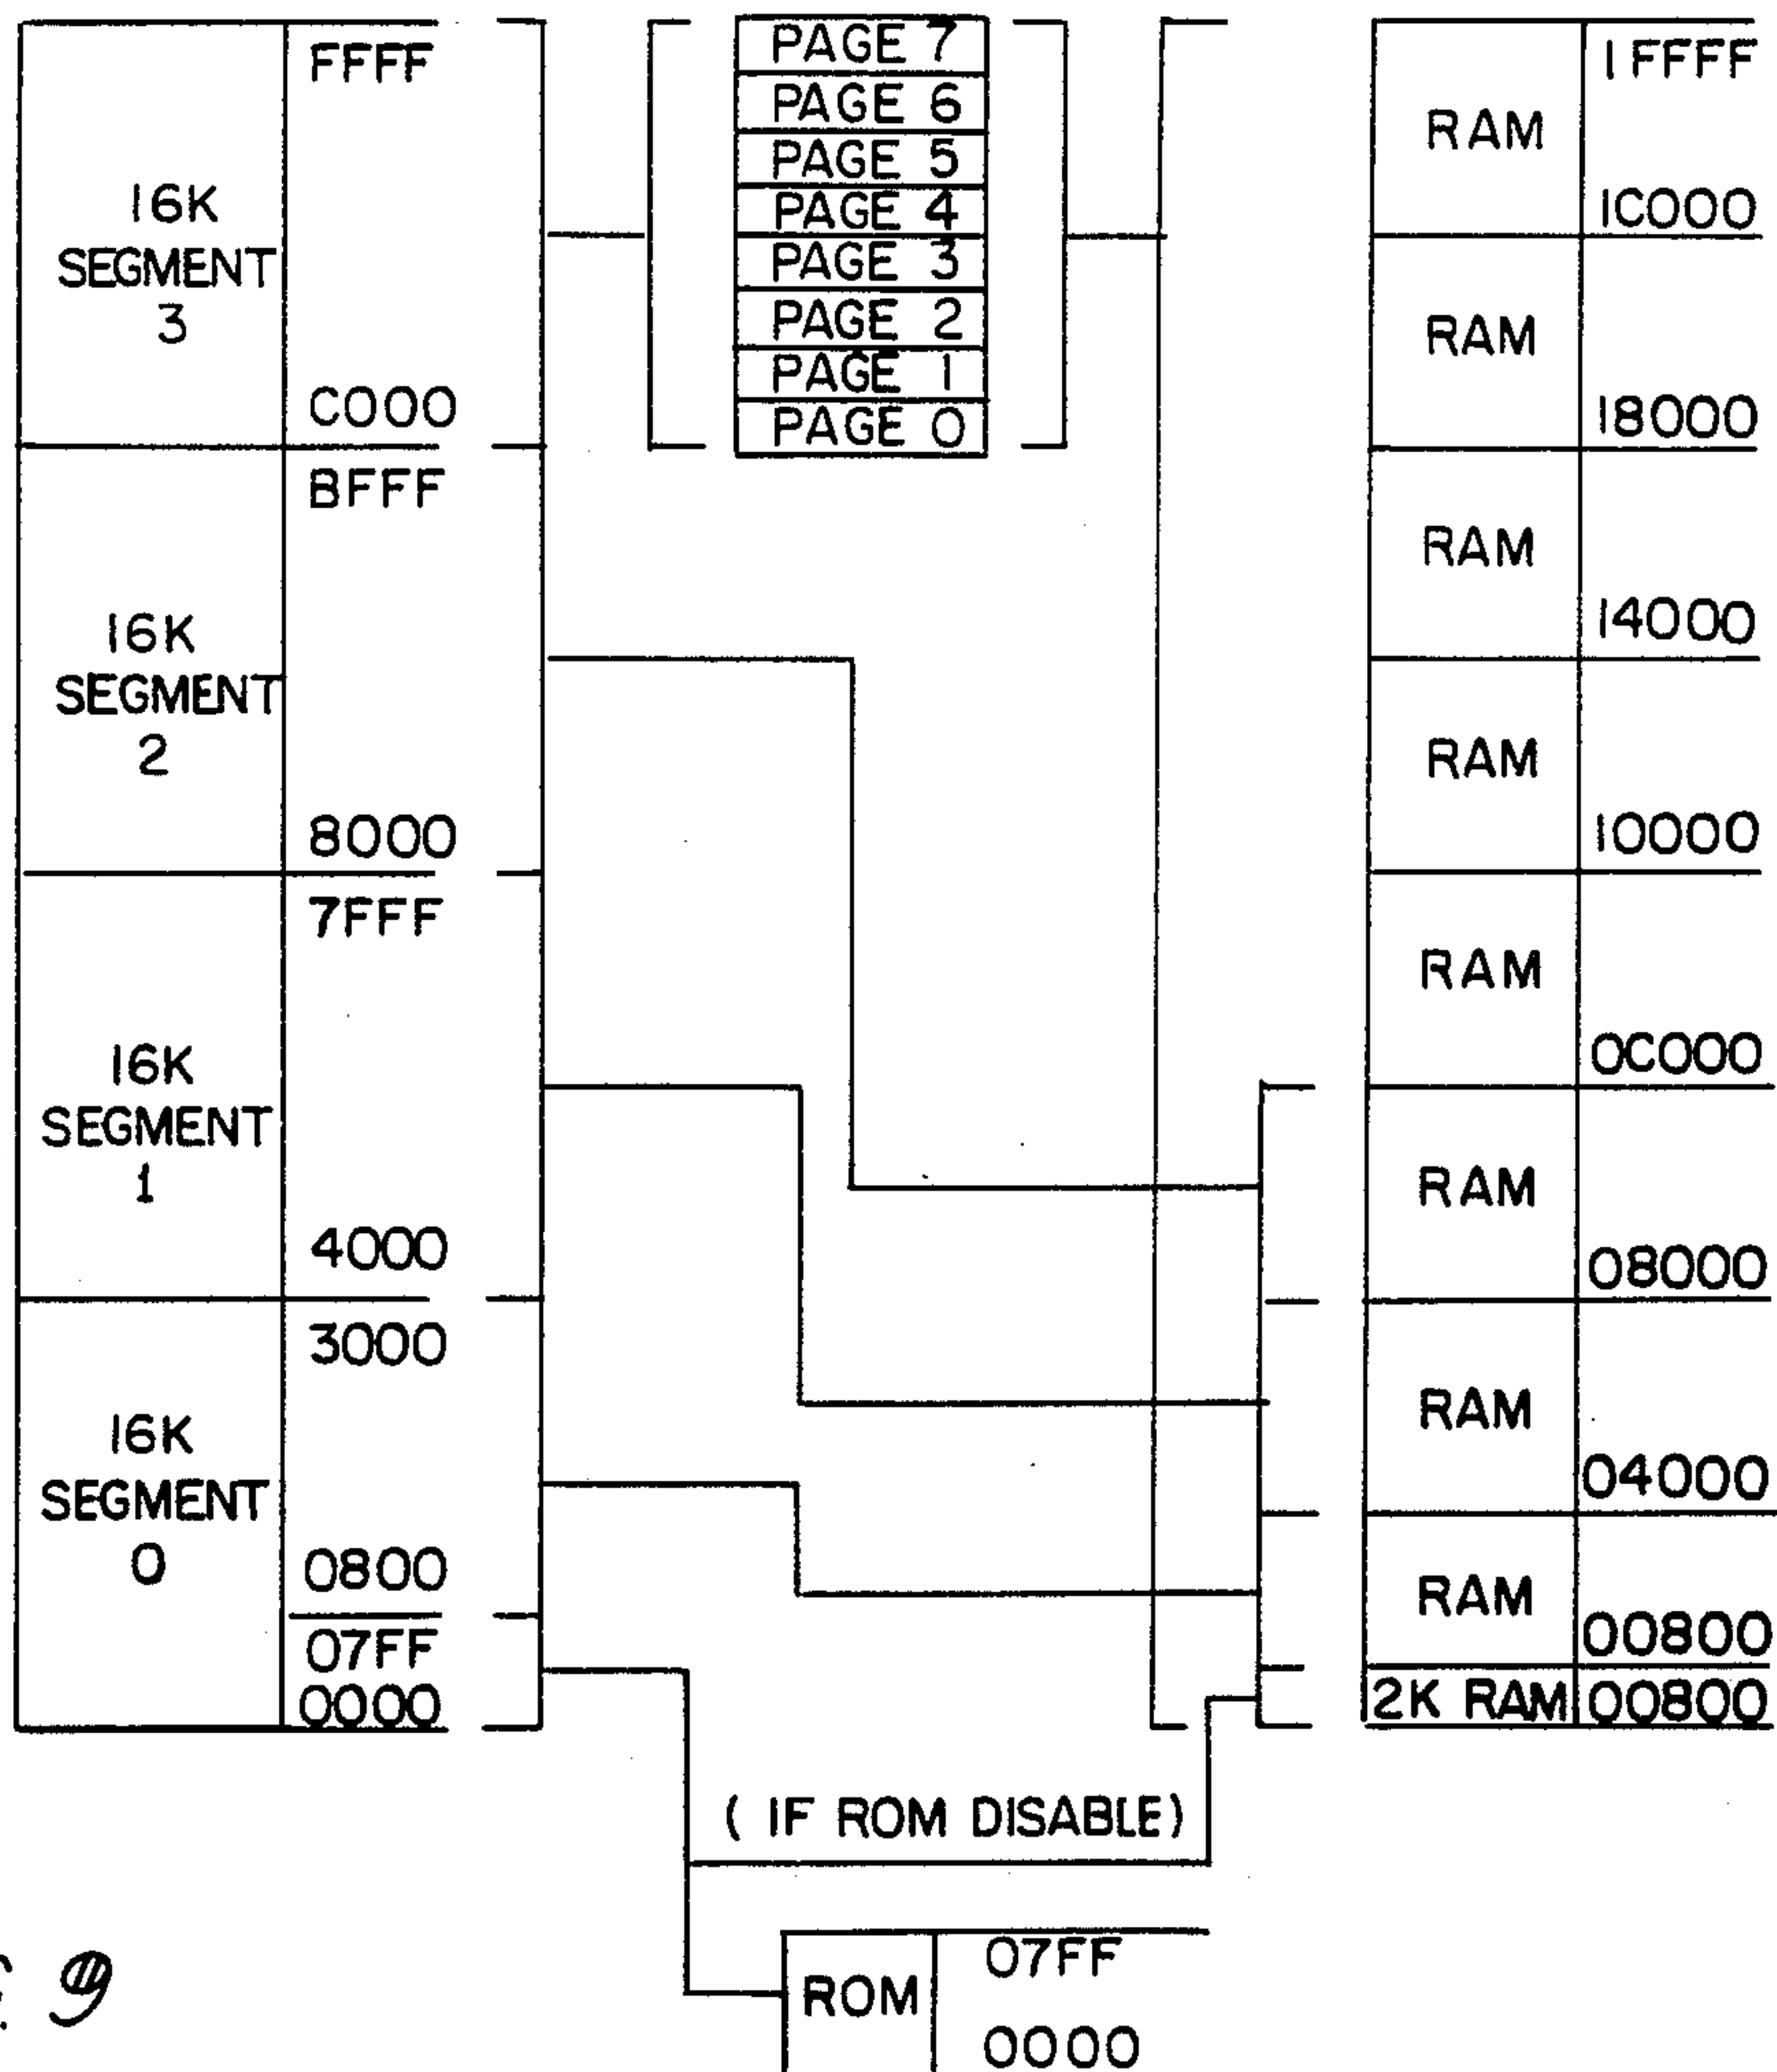 FFFF
16K
SEGMENT
3
C000
BFFF
16K
SEGMENT
2
8000
7FFF
16K
SEGMENT
1
4000
3000
16K
SEGMENT
0
0800
07FF
0000
PAGE 7
PAGE 6
PAGE 5
PAGE 4
PAGE 3
PAGE 2
PAGE 1
PAGE 0
1FFFF
RAM
1C000
RAM
18000
RAM
14000
RAM
10000
RAM
0C000
RAM
08000
RAM
04000
RAM
00800
2K RAM 00800
( IF ROM DISABLE)
07FF
ROM
0000
9